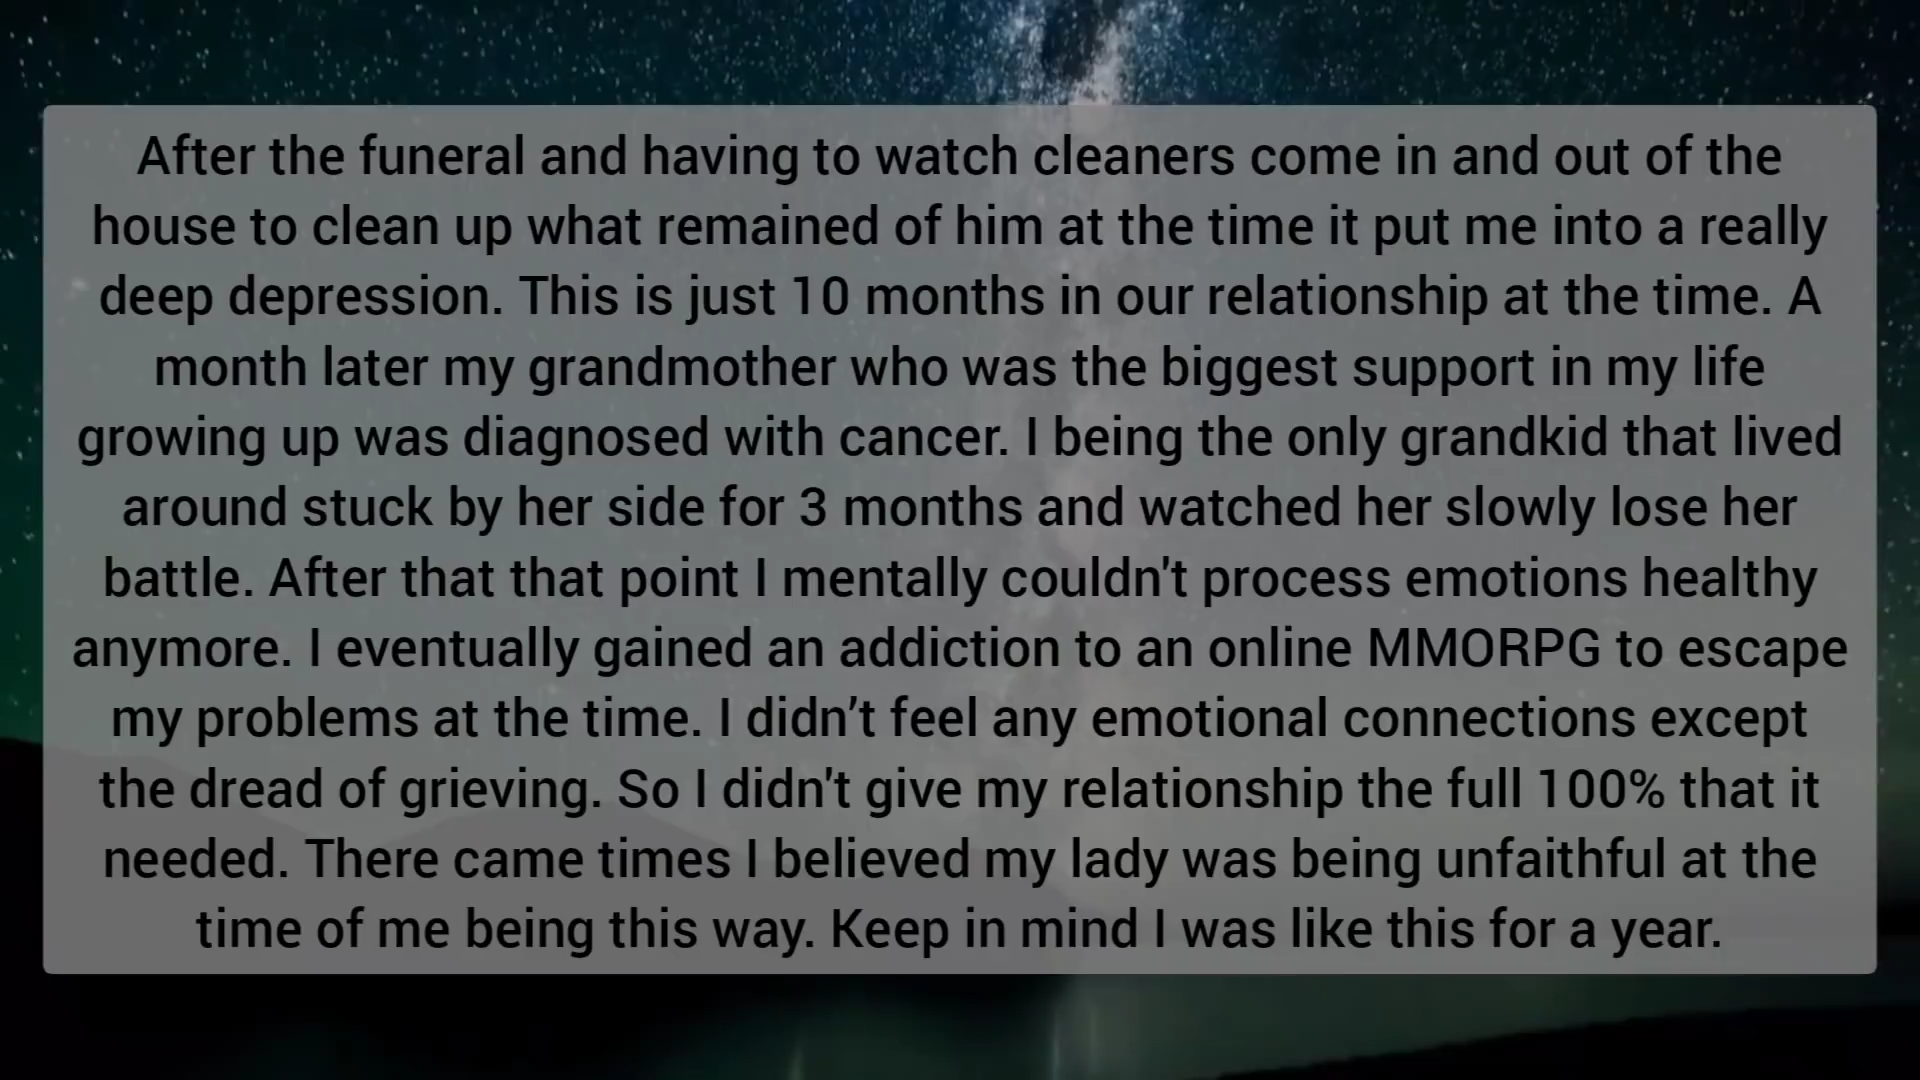 After the funeral and having to watch cleaners come in and out of the
house to clean up what remained of him at the time it put me into a really
deep depression. This is just 10 months in our relationship at the time. A
month later my grandmother who was the biggest support in my life
growing up was diagnosed with cancer. I being the only grandkid that lived
around stuck by her side for 3 months and watched her slowly lose her
battle. After that that point I mentally couldn't process emotions healthy
anymore. I eventually gained an addiction to an online MMORPG to escape
my problems at the time. I didn’t feel any emotional connections except
the dread of grieving. So I didn't give my relationship the full 100% that it
needed. There came times I believed my lady was being unfaithful at the
time of me being this way. Keep in mind I was like this for a year.